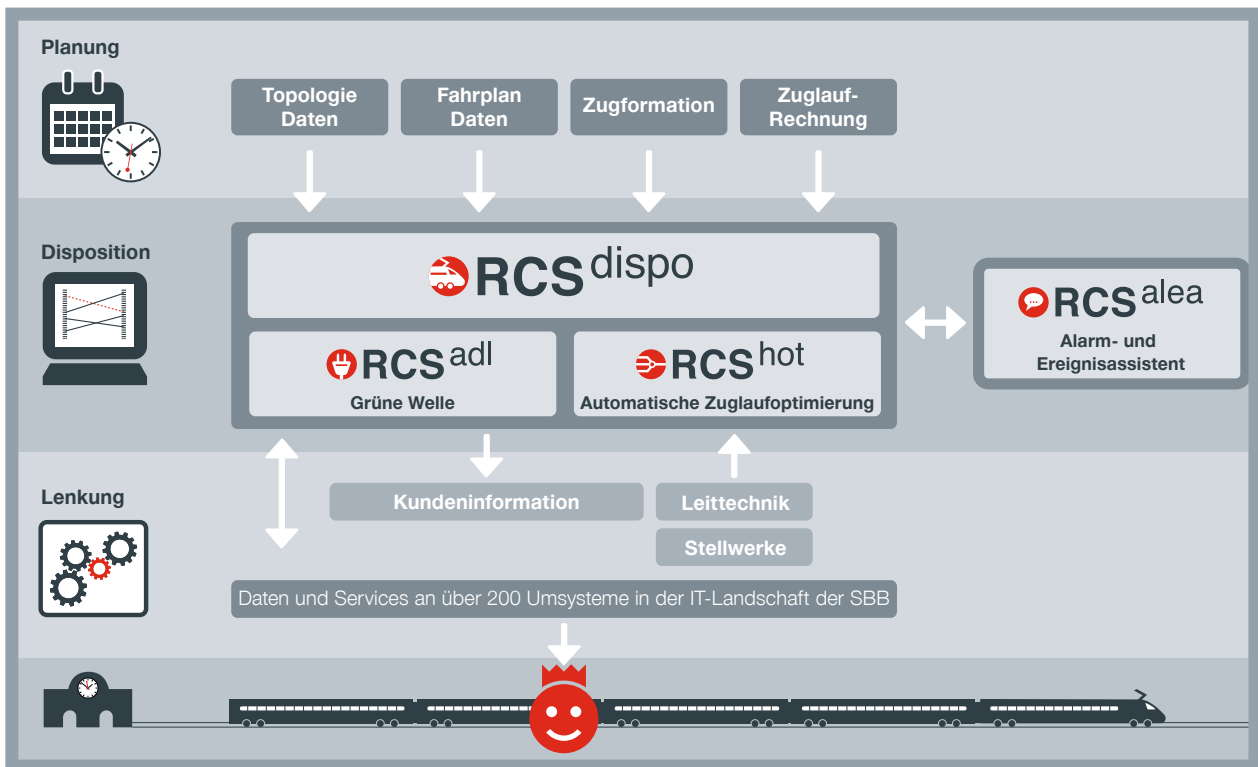 Planung
Topologie
Daten
Fahrplan
Daten
Zugformation
Zuglauf-
Rechnung
Disposition
RCS dispo
RCS adl
Grüne Welle
RCS hot
Automatische Zuglaufoptimierung
RCS alea
Alarm- und
Ereignisassistent
Lenkung
Kundeninformation
Leittechnik
Stellwerke
Daten und Services an über 200 Umsysteme in der IT-Landschaft der SBB